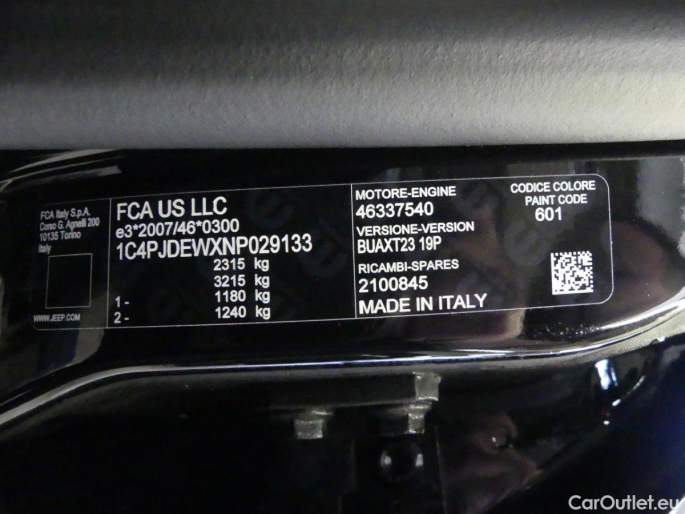 FCA Italy S.p.A.
Corso G. Agnelli 200
10135 Torino
Italy
WWW.JEEP.COM
FCA US LLC
e3*2007/46*0300
1C4PJDEWXNP029133
2315 kg
3215 kg
1 - 1180 kg
2 - 1240 kg
MOTORE-ENGINE
46337540
VERSIONE-VERSION
BUAXT23 19P
RICAMBI-SPARES
2100845
MADE IN ITALY
CODICE COLORE
PAINT CODE
601
CarOutlet.eu